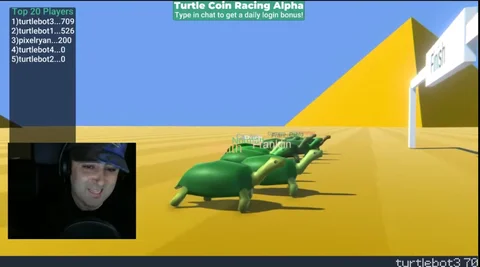 Top 20 Players
1)turtlebot3...709
2)turtlebot1...526
3)pixelryan...200
4)turtlebot4...0
5)turtlebot2...0
Turtle Coin Racing Alpha
Type in chat to get a daily login bonus!
Finish
Franklin
turtlebot3 70